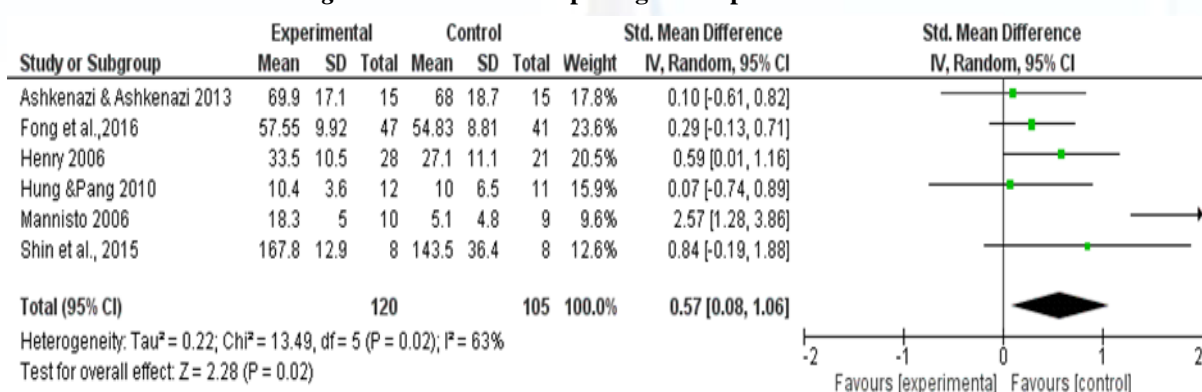 Experimental Control Std. Mean Difference Std. Mean Difference
Study or Subgroup Mean SD Total Mean SD Total Weight IV, Random, 95% CI IV, Random, 95% CI
Ashkenazi & Ashkenazi 2013 69.9 17.1 15 68 18.7 15 17.8% 0.10 [-0.61, 0.82]
Fong et al.,2016 57.55 9.92 47 54.83 8.81 41 23.6% 0.29 [-0.13, 0.71]
Henry 2006 33.5 10.5 28 27.1 11.1 21 20.5% 0.59 [0.01, 1.16]
Hung &Pang 2010 10.4 3.6 12 10 6.5 11 15.9% 0.07 [-0.74, 0.89]
Mannisto 2006 18.3 5 10 5.1 4.8 9 9.6% 2.57 [1.28, 3.86]
Shin et al., 2015 167.8 12.9 8 143.5 36.4 8 12.6% 0.84 [-0.19, 1.88]
Total (95% CI) 120 105 100.0% 0.57 [0.08, 1.06]
Heterogeneity: Tau² = 0.22; Chi² = 13.49, df = 5 (P = 0.02); I² = 63%
Test for overall effect: Z = 2.28 (P = 0.02)
-2 -1 0 1 2
Favours [experimental] Favours [control]